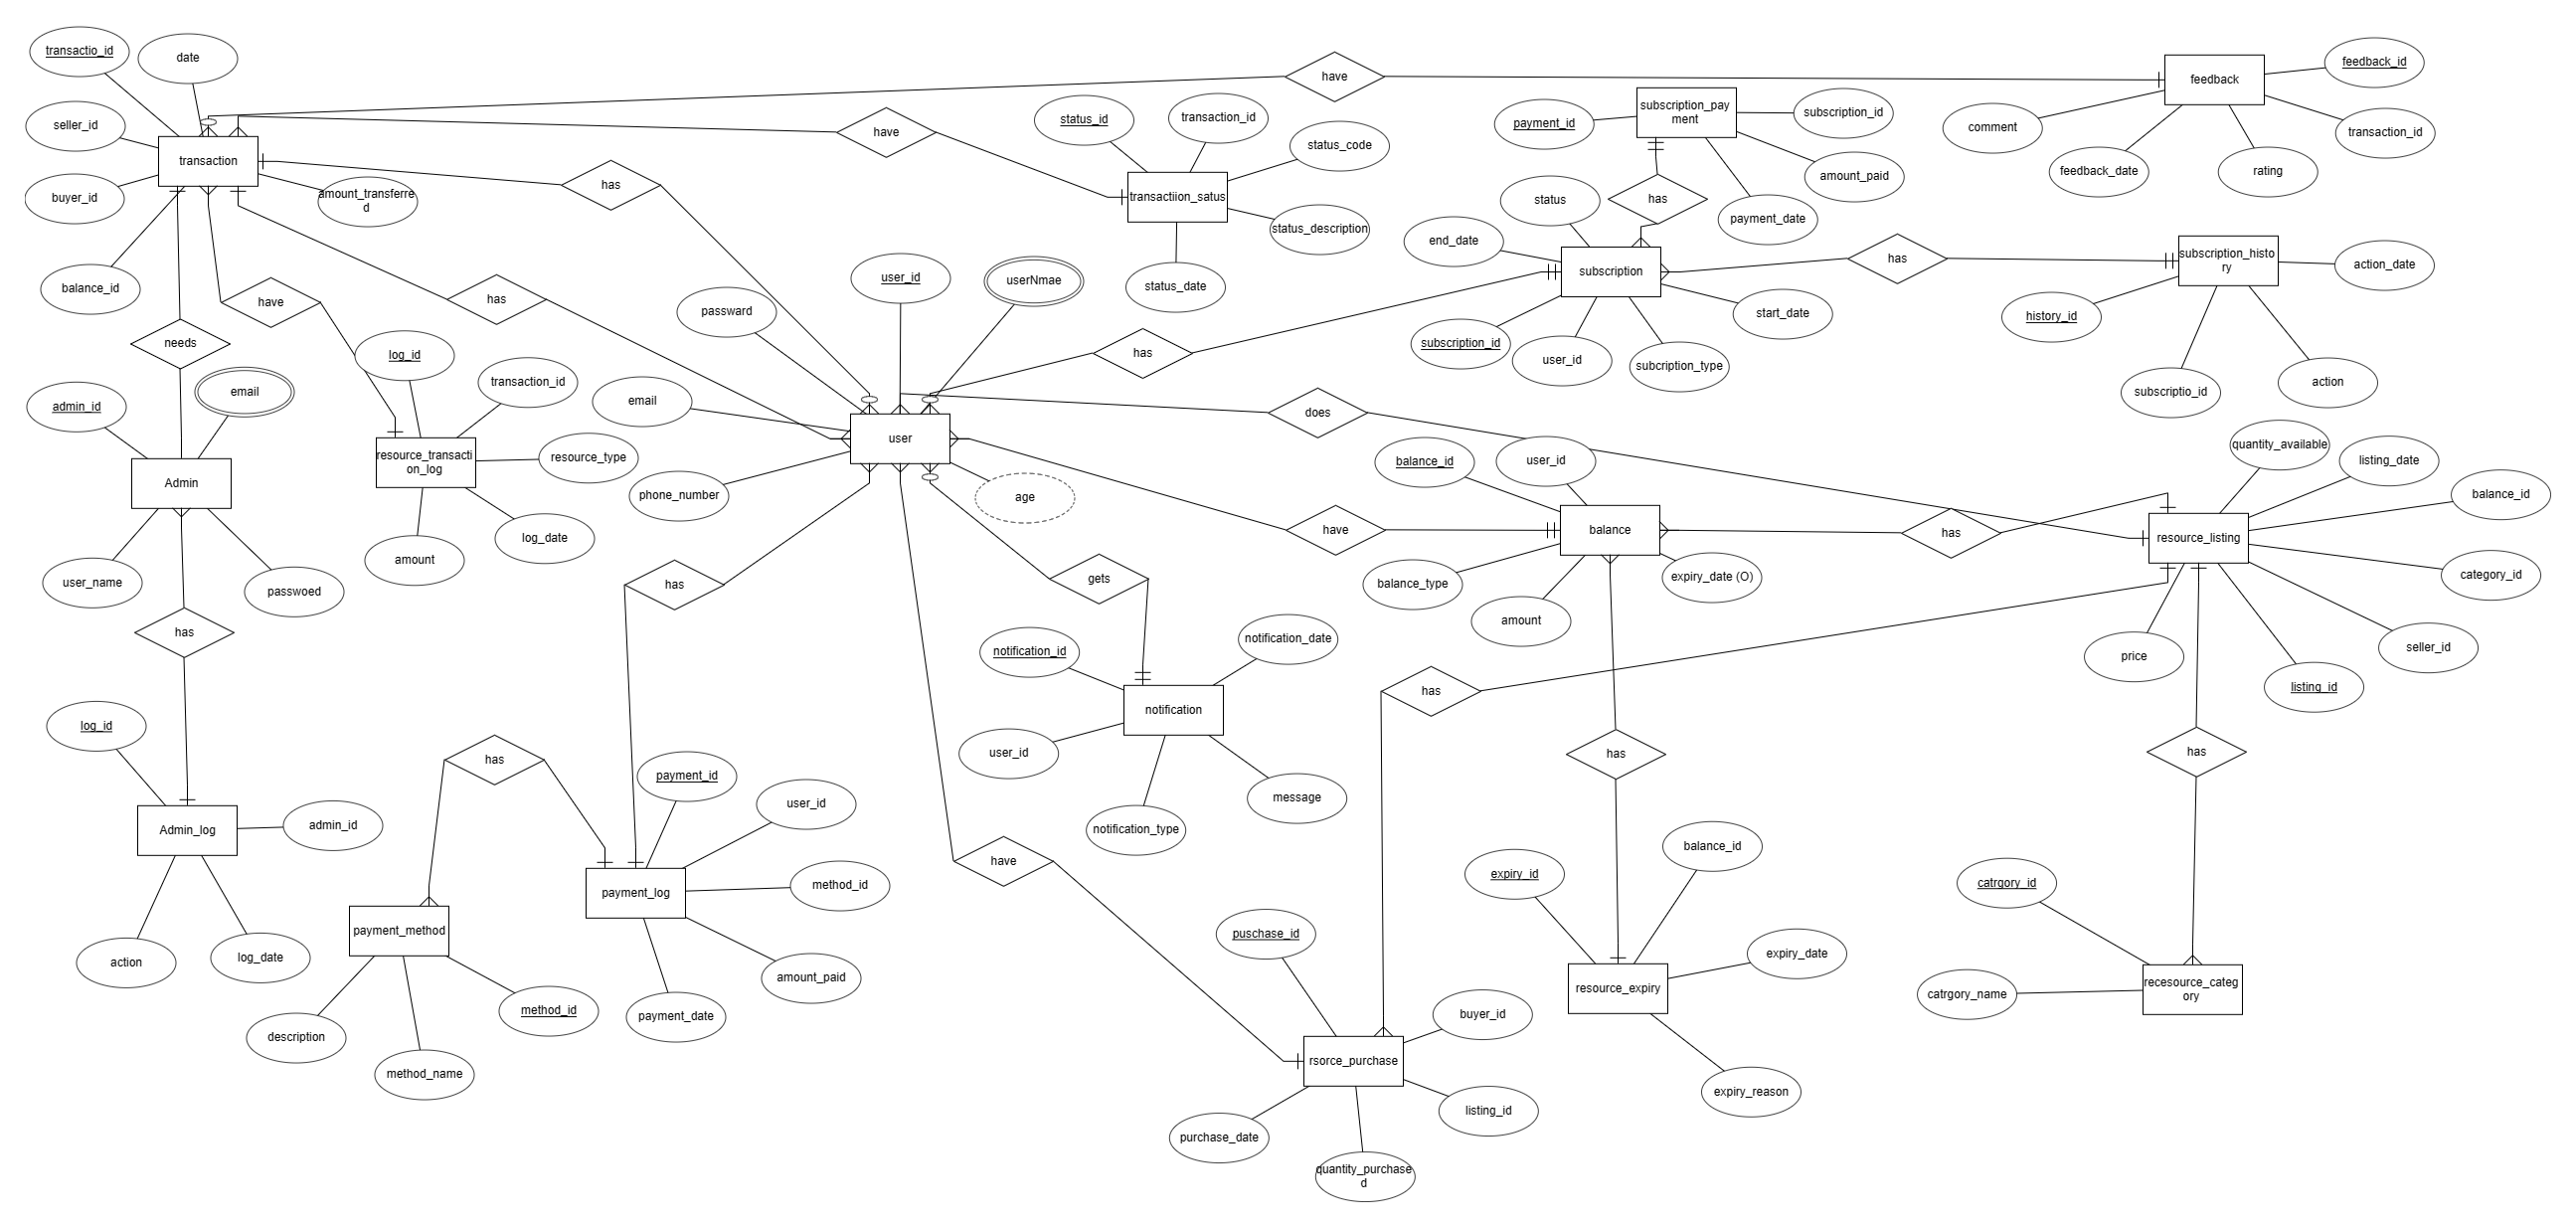 transactio_id
date
seller_id
transaction
buyer_id
amount_transferre
d
balance_id
have
have
has
has
have
needs
feedback
feedback_id
comment
transaction_id
feedback_date
rating
status_id
transaction_id
status_code
transactiion_satus
status_description
status_date
subscription_pay
ment
payment_id
subscription_id
amount_paid
payment_date
has
status
end_date
subscription
start_date
subscription_id
user_id
subcription_type
has
subscription_histo
ry
action_date
history_id
subscriptio_id
action
user_id
userNmae
passward
email
user
phone_number
age
has
does
log_id
transaction_id
resource_transacti
on_log
resource_type
log_date
amount
admin_id
email
Admin
user_name
passwoed
has
log_id
Admin_log
admin_id
action
log_date
has
gets
have
balance_id
user_id
balance
balance_type
expiry_date (O)
amount
has
quantity_available
listing_date
balance_id
resource_listing
category_id
seller_id
price
listing_id
notification_id
notification_date
notification
user_id
message
notification_type
has
has
has
has
payment_id
user_id
payment_log
method_id
amount_paid
payment_date
payment_method
description
method_id
method_name
have
puschase_id
buyer_id
rsorce_purchase
listing_id
purchase_date
quantity_purchase
d
expiry_id
balance_id
expiry_date
resource_expiry
expiry_reason
catrgory_id
catrgory_name
recesource_categ
ory